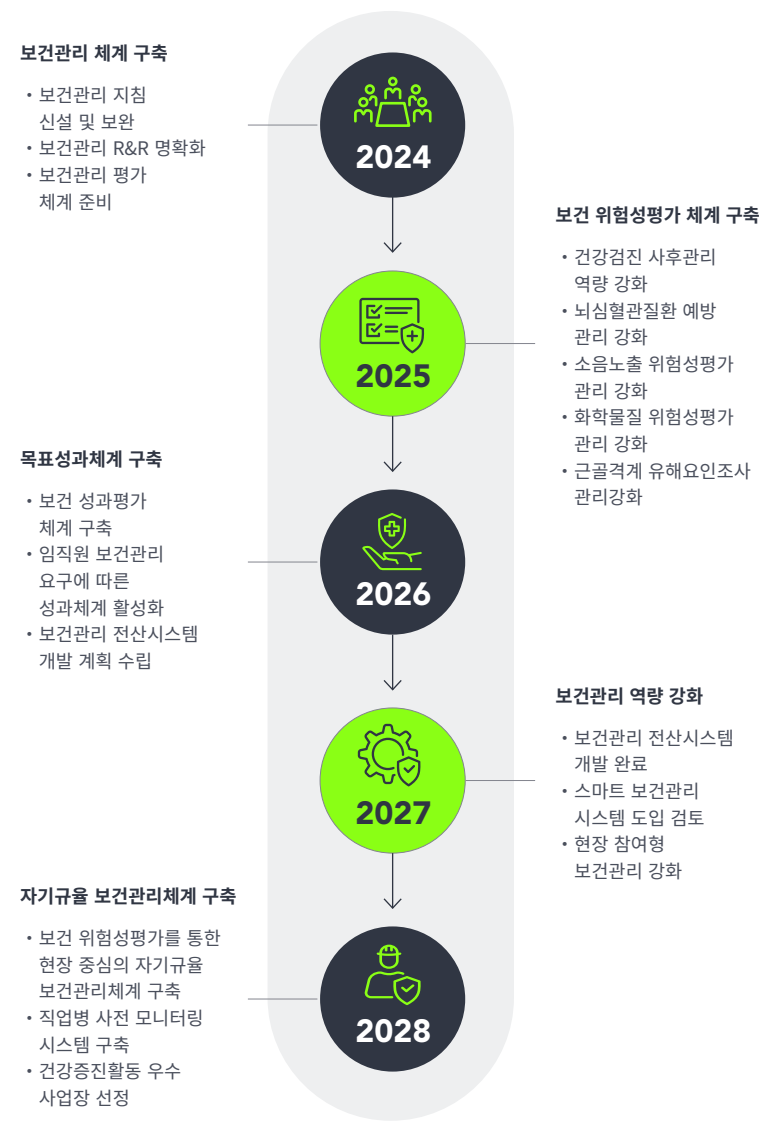 보건관리 체계 구축
• 보건관리 지침
신설 및 보완
• 보건관리 R&R 명확화
• 보건관리 평가
체계 준비
2024
보건 위험성평가 체계 구축
• 건강검진 사후관리
역량 강화
• 뇌심혈관질환 예방
관리 강화
• 소음노출 위험성평가
관리 강화
• 화학물질 위험성평가
관리 강화
• 근골격계 유해요인조사
관리강화
2025
목표성과체계 구축
• 보건 성과평가
체계 구축
• 임직원 보건관리
요구에 따른
성과체계 활성화
• 보건관리 전산시스템
개발 계획 수립
2026
보건관리 역량 강화
• 보건관리 전산시스템
개발 완료
• 스마트 보건관리
시스템 도입 검토
• 현장 참여형
보건관리 강화
2027
자기규율 보건관리체계 구축
• 보건 위험성평가를 통한
현장 중심의 자기규율
보건관리체계 구축
• 직업병 사전 모니터링
시스템 구축
• 건강증진활동 우수
사업장 선정
2028